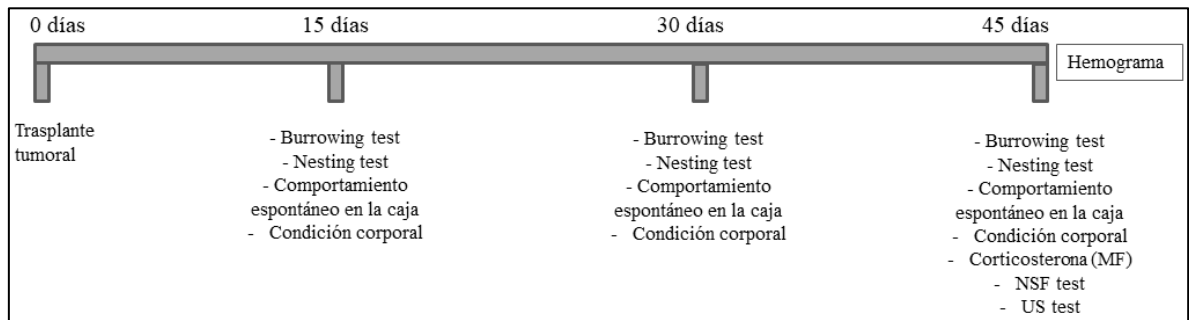 0 días
15 días
30 días
45 días
Hemograma
Trasplante
tumoral
- Burrowing test
- Nesting test
- Comportamiento
espontáneo en la caja
- Condición corporal
- Burrowing test
- Nesting test
- Comportamiento
espontáneo en la caja
- Condición corporal
- Burrowing test
- Nesting test
- Comportamiento
espontáneo en la caja
- Condición corporal
- Corticosterona (MF)
- NSF test
- US test